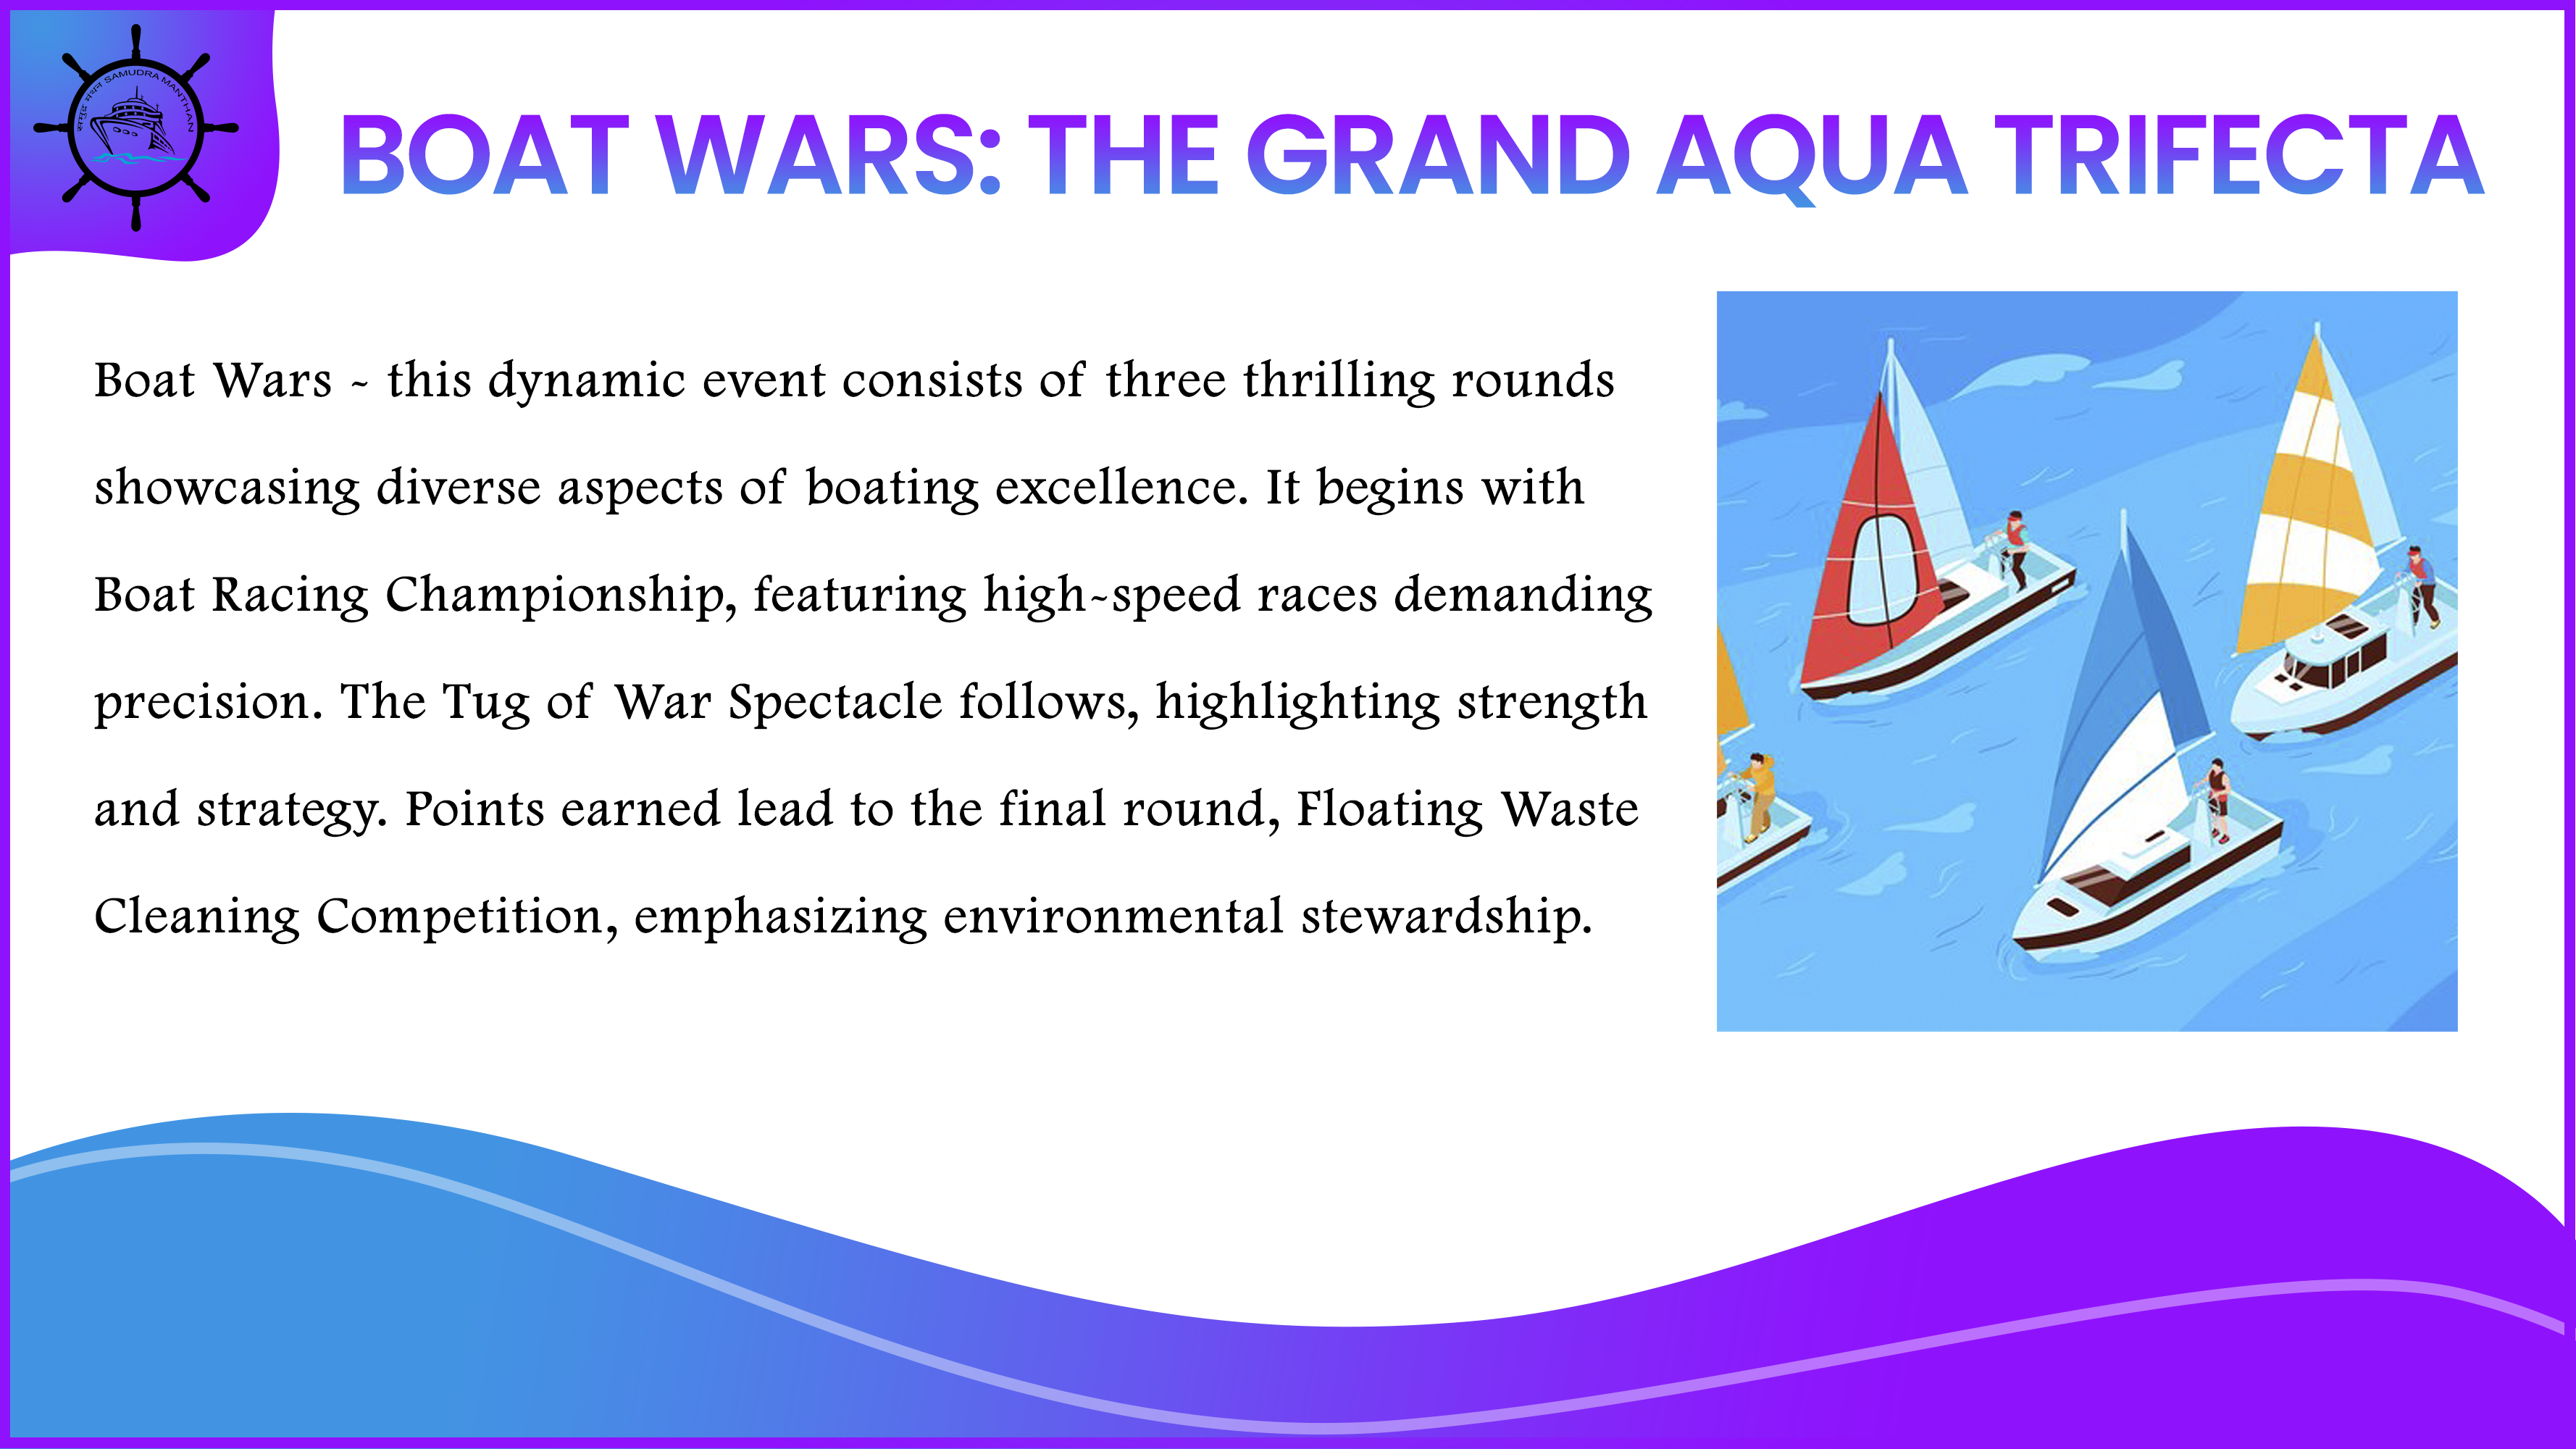 समुद्र मंथन SAMUDRA MANTHAN
BOAT WARS: THE GRAND AQUA TRIFECTA
Boat Wars - this dynamic event consists of three thrilling rounds
showcasing diverse aspects of boating excellence. It begins with
Boat Racing Championship, featuring high-speed races demanding
precision. The Tug of War Spectacle follows, highlighting strength
and strategy. Points earned lead to the final round, Floating Waste
Cleaning Competition, emphasizing environmental stewardship.